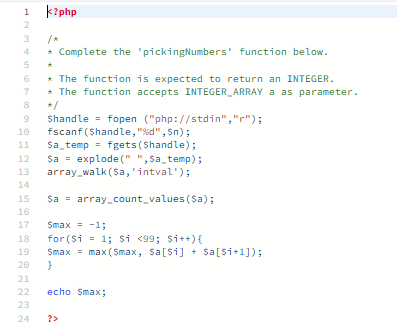 1 <?php
2
3 /*
4 * Complete the 'pickingNumbers' function below.
5 *
6 * The function is expected to return an INTEGER.
7 * The function accepts INTEGER_ARRAY a as parameter.
8 */
9 $handle = fopen ("php://stdin","r");
10 fscanf($handle,"%d",$n);
11 $a_temp = fgets($handle);
12 $a = explode(" ",$a_temp);
13 array_walk($a,'intval');
14
15 $a = array_count_values($a);
16
17 $max = -1;
18 for($i = 1; $i <99; $i++){
19 $max = max($max, $a[$i] + $a[$i+1]);
20 }
21
22 echo $max;
23
24 ?>